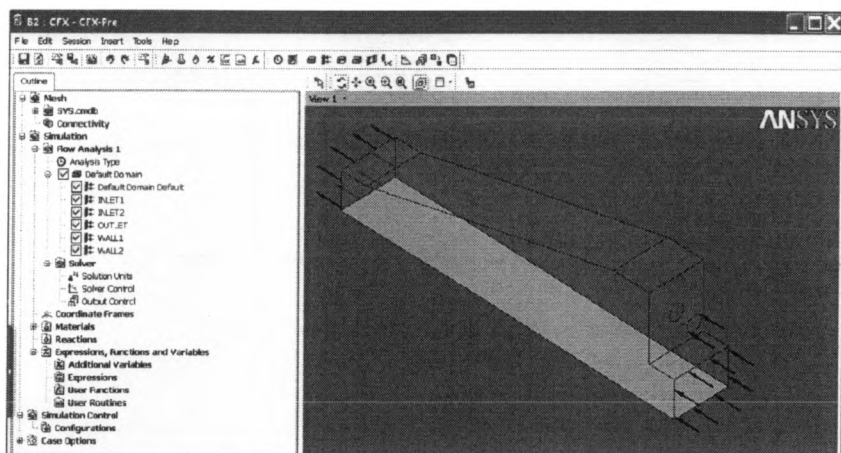 B2 : CFX - CFX-Pre
File Edit Session Insert Tools Help
Outline
Mesh
SYS.cmdb
Connectivity
Simulation
Flow Analysis 1
Analysis Type
Default Domain
Default Domain Default
INLET1
INLET2
OUTLET
WALL1
WALL2
Solver
Solution Units
Solver Control
Output Control
Coordinate Frames
Materials
Reactions
Expressions, Functions and Variables
Additional Variables
Expressions
User Functions
User Routines
Simulation Control
Configurations
Case Options
View 1
ANSYS